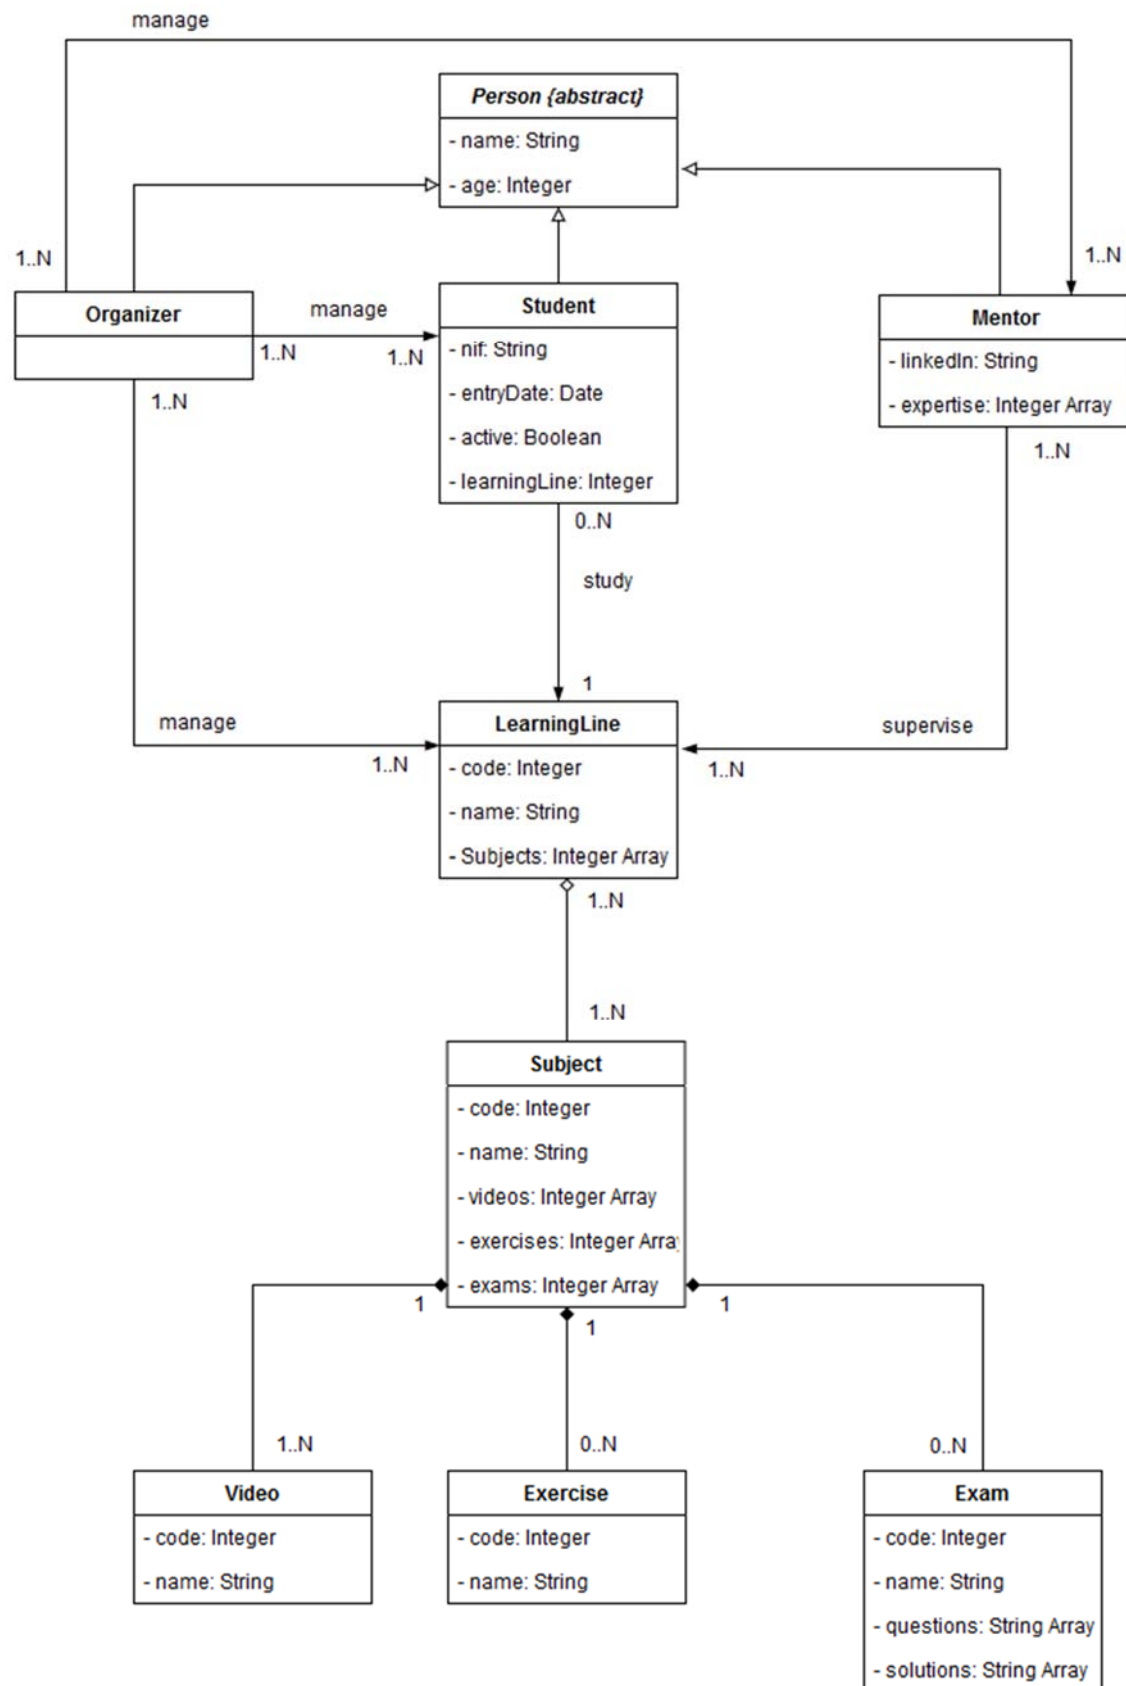 manage
Person {abstract}
- name: String
- age: Integer
1..N
1..N
Organizer
manage
1..N
1..N
Student
- nif: String
- entryDate: Date
- active: Boolean
- learningLine: Integer
Mentor
- linkedIn: String
- expertise: Integer Array
1..N
1..N
0..N
study
1
manage
1..N
supervise
1..N
LearningLine
- code: Integer
- name: String
- Subjects: Integer Array
1..N
1..N
Subject
- code: Integer
- name: String
- videos: Integer Array
- exercises: Integer Arra
- exams: Integer Array
1
1
1
1..N
0..N
0..N
Video
- code: Integer
- name: String
Exercise
- code: Integer
- name: String
Exam
- code: Integer
- name: String
- questions: String Array
- solutions: String Array